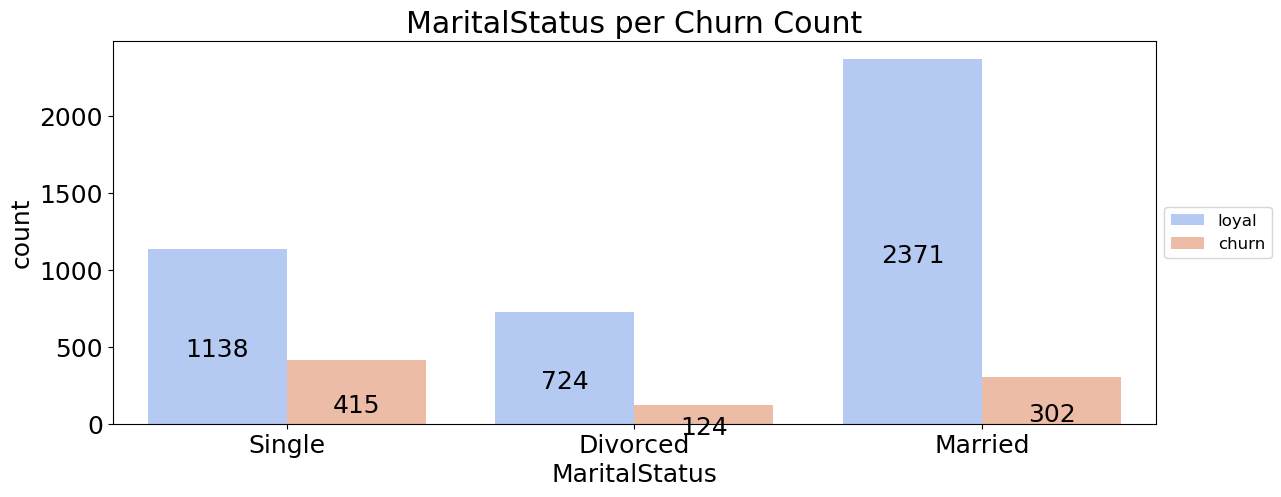 MaritalStatus per Churn Count
count
2000
1500
1000
500
0
2371
1138
724
415
302
124
Single
Divorced
Married
MaritalStatus
loyal
churn